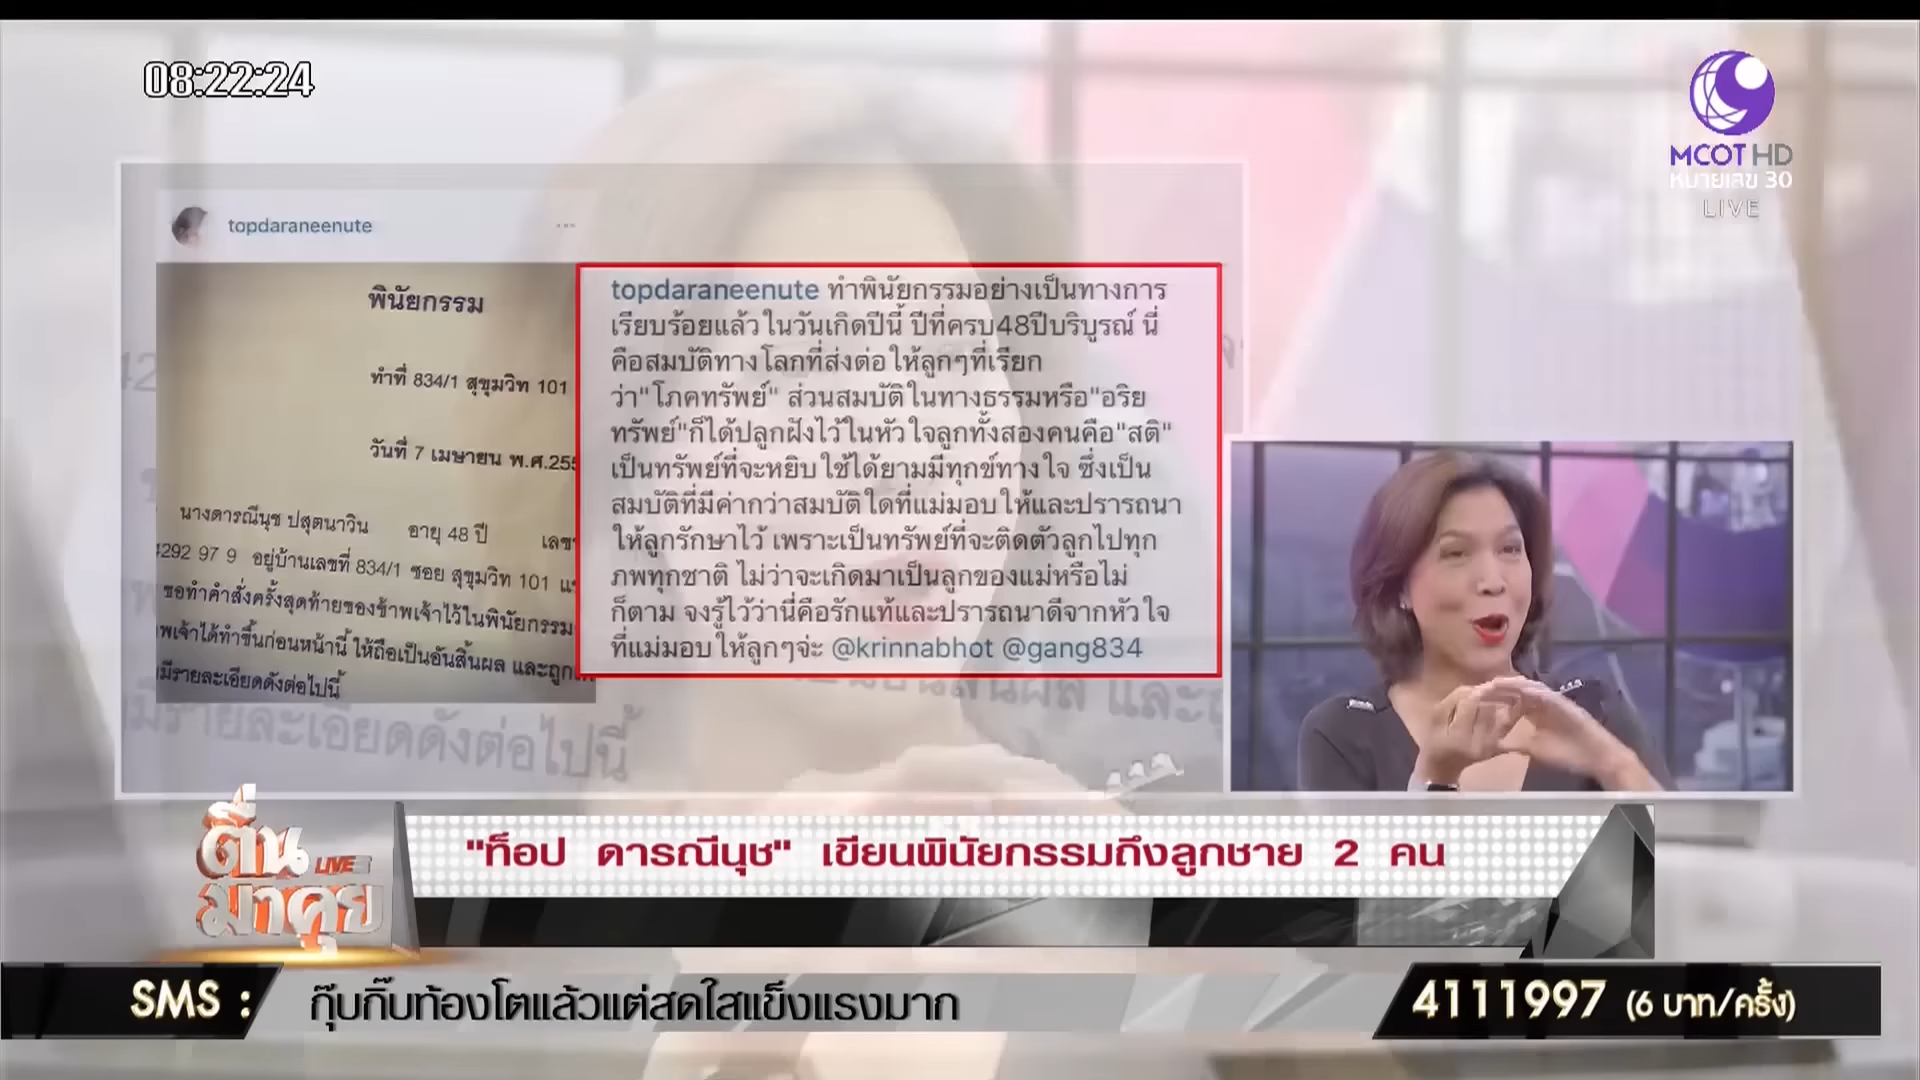 08:22:24
MCOT HD
หมายเลข 30
LIVE
topdaraneenute
พินัยกรรม
ทำที่ 834/1 สุขุมวิท 101
วันที่ 7 เมษายน พ.ศ.255
นางดารณีนุช ปสุตนาวิน อายุ 48 ปี
4292 97 9 อยู่บ้านเลขที่ 834/1 ซอย สุขุมวิท 101
ขอทำคำสั่งครั้งสุดท้ายของข้าพเจ้าไว้ในพินัยกรรม
พเจ้าได้ทำขึ้นก่อนหน้านี้ ให้ถือเป็นอันสิ้นผล และถูก
มีรายละเอียดดังต่อไปนี้
topdaraneenute ทำพินัยกรรมอย่างเป็นทางการ
เรียบร้อยแล้วในวันเกิดปีนี้ ปีที่ครบ48ปีบริบูรณ์ นี่
คือสมบัติทางโลกที่ส่งต่อให้ลูกๆที่เรียก
ว่า"โภคทรัพย์" ส่วนสมบัติในทางธรรมหรือ"อริย
ทรัพย์"ก็ได้ปลูกฝังไว้ในหัวใจลูกทั้งสองคนคือ"สติ"
เป็นทรัพย์ที่จะหยิบใช้ได้ยามมีทุกข์ทางใจ ซึ่งเป็น
สมบัติที่มีค่ากว่าสมบัติใดที่แม่มอบให้และปรารถนา
ให้ลูกรักษาไว้ เพราะเป็นทรัพย์ที่จะติดตัวลูกไปทุก
ภพทุกชาติ ไม่ว่าจะเกิดมาเป็นลูกของแม่หรือไม่
ก็ตาม จงรู้ไว้ว่านี่คือรักแท้และปรารถนาดีจากหัวใจ
ที่แม่มอบให้ลูกๆจ่ะ @krinnabhot @gang834
มีรายละเอียดดังต่อไปนี้
ตื่น LIVE
มาคุย
"ท็อป ดารณีนุช" เขียนพินัยกรรมถึงลูกชาย 2 คน
SMS : กุ๊บกิ๊บท้องโตแล้วแต่สดใสแข็งแรงมาก 4111997 (6 บาท/ครั้ง)